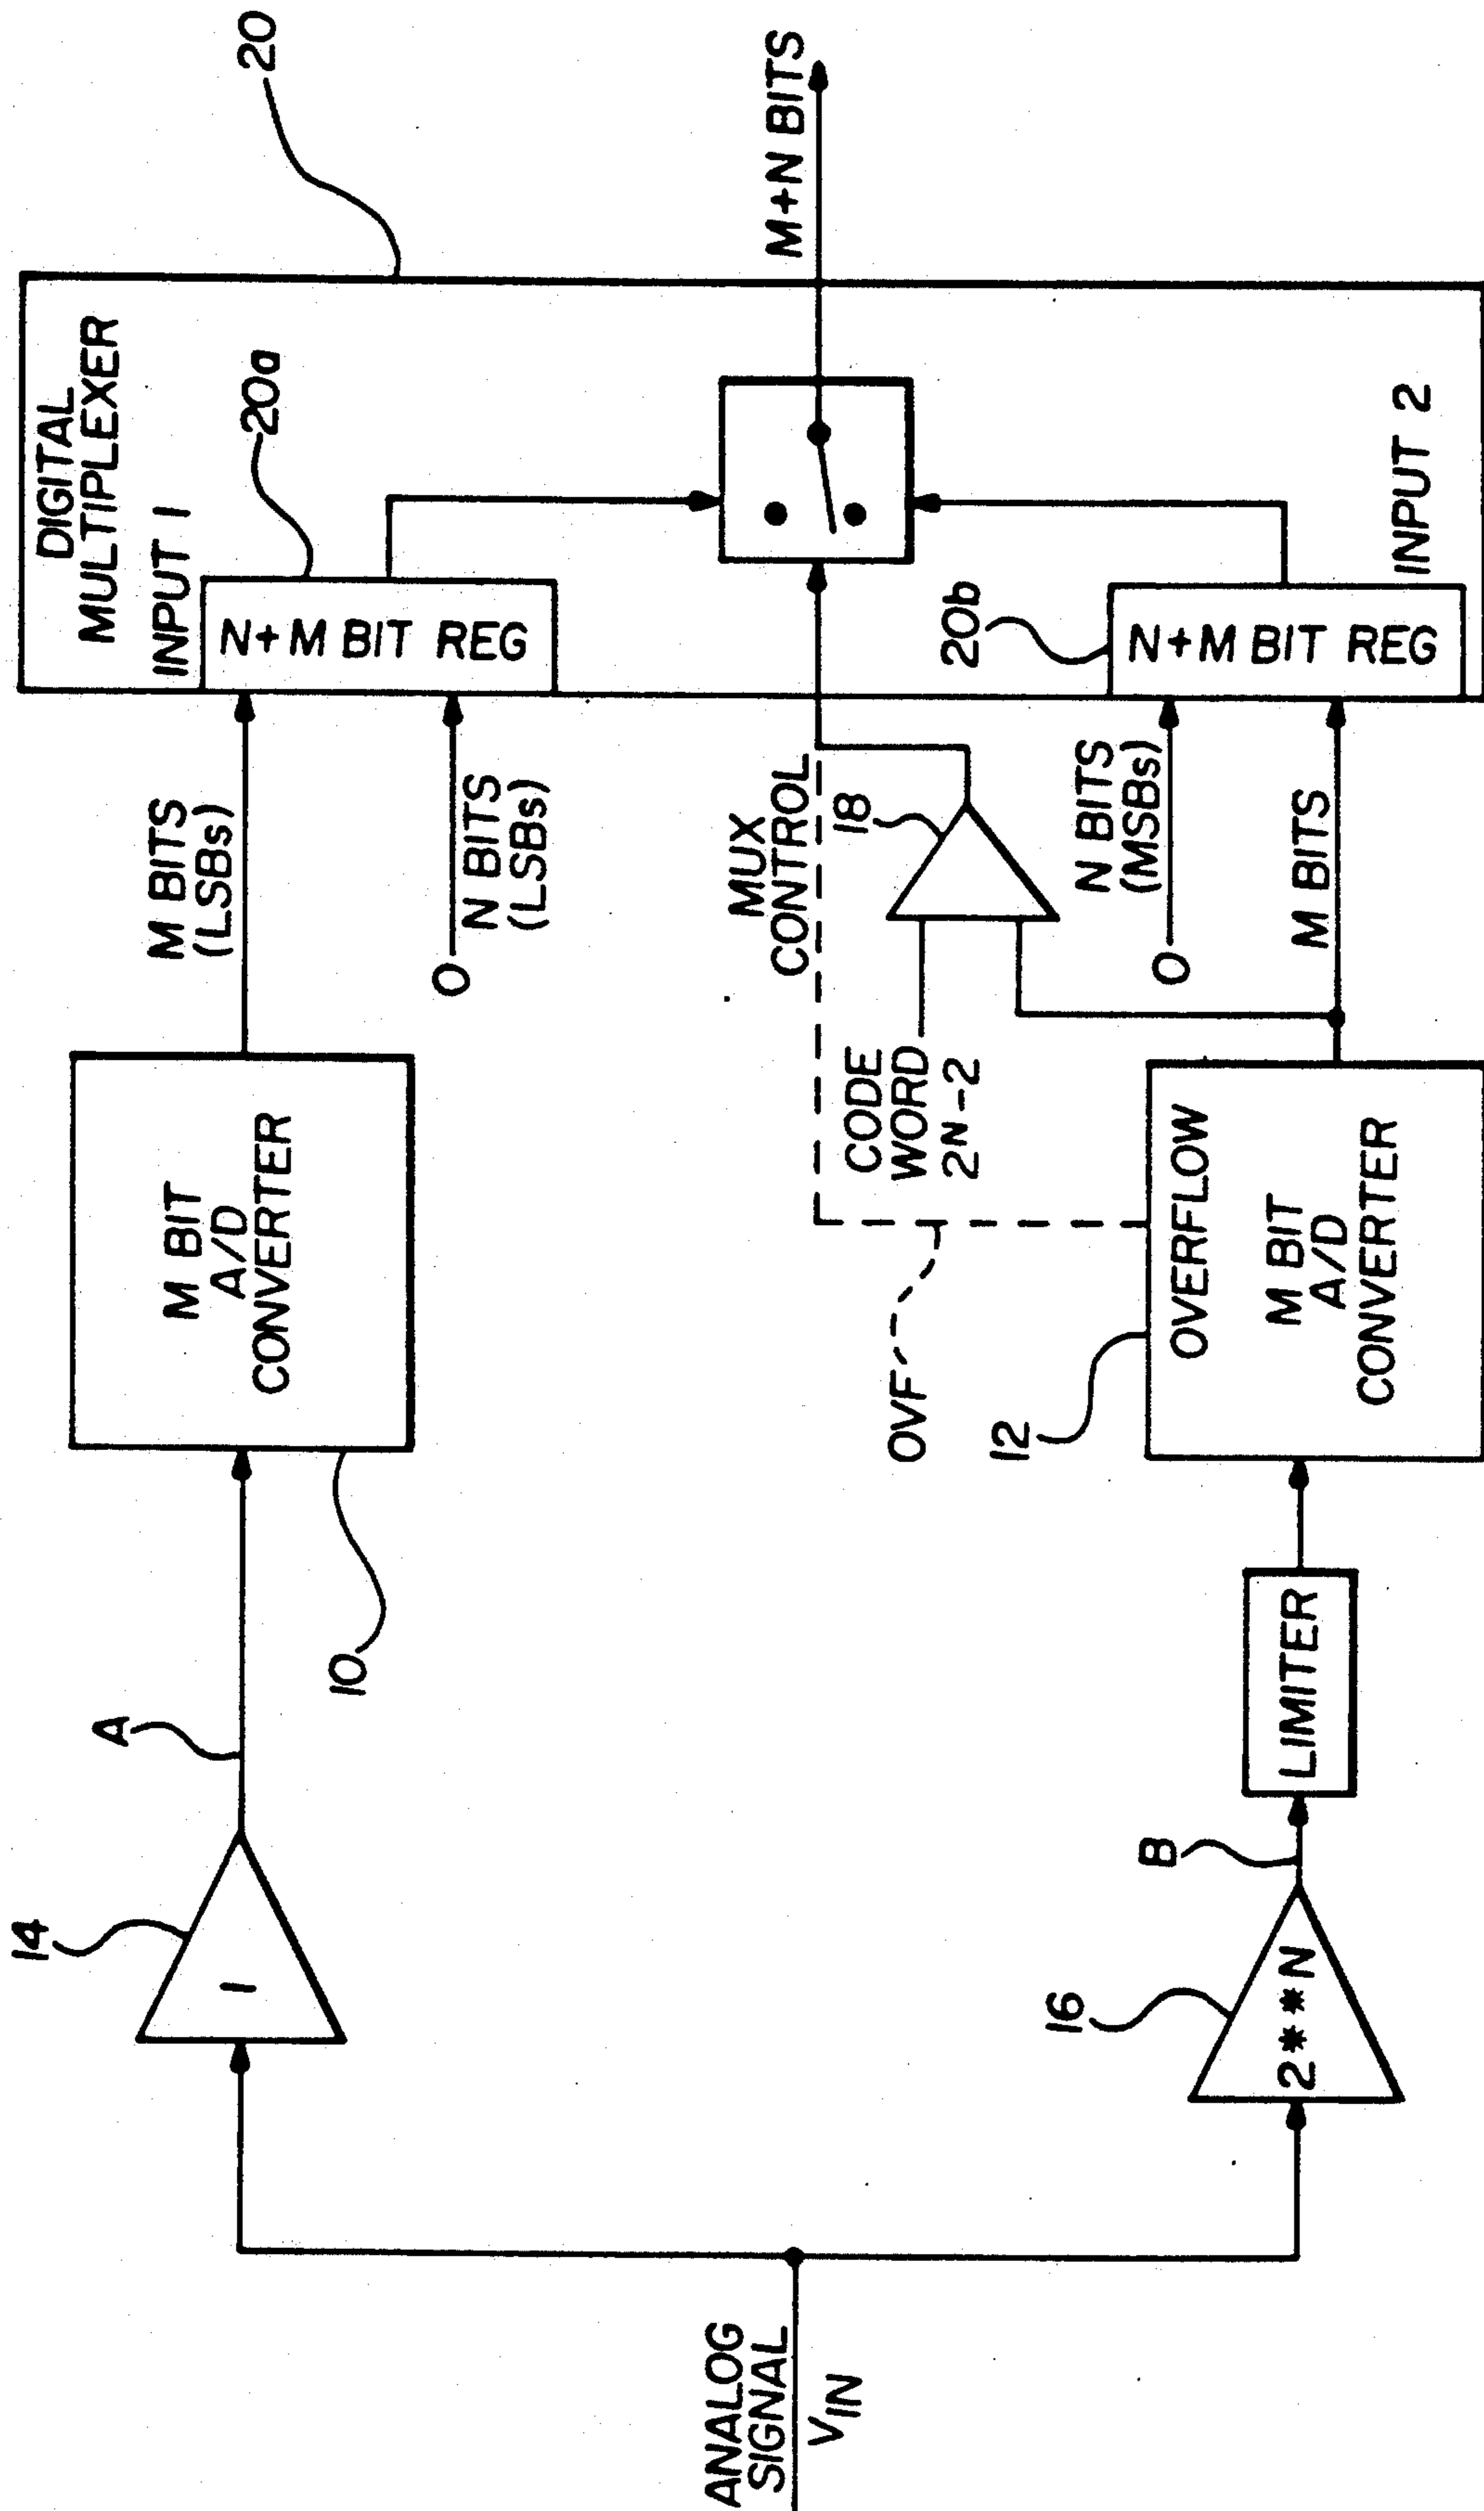 ANALOG
SIGNAL
VIN
14
1
A
10
M BIT
A/D
CONVERTER
M BITS
(LSBs)
0
N BITS
(LSBs)
DIGITAL
MULTIPLEXER
INPUT 1
N+M BIT REG
20a
20
M+N BITS
MUX
CONTROL
18
CODE
WORD
2N-2
OVF
16
2**N
B
LIMITER
12
OVERFLOW
M BIT
A/D
CONVERTER
N BITS
(MSBs)
0
M BITS
20b
N+M BIT REG
INPUT 2